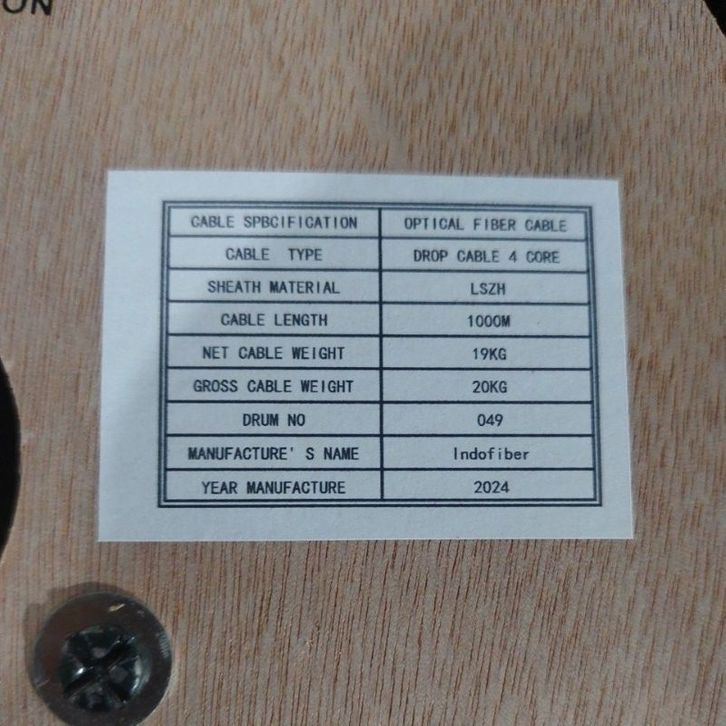 ON
CABLE SPBCIFICATION OPTICAL FIBER CABLE
CABLE TYPE DROP CABLE 4 CORE
SHEATH MATERIAL LSZH
CABLE LENGTH 1000M
NET CABLE WEIGHT 19KG
GROSS CABLE WEIGHT 20KG
DRUM NO 049
MANUFACTURE' S NAME Indofiber
YEAR MANUFACTURE 2024